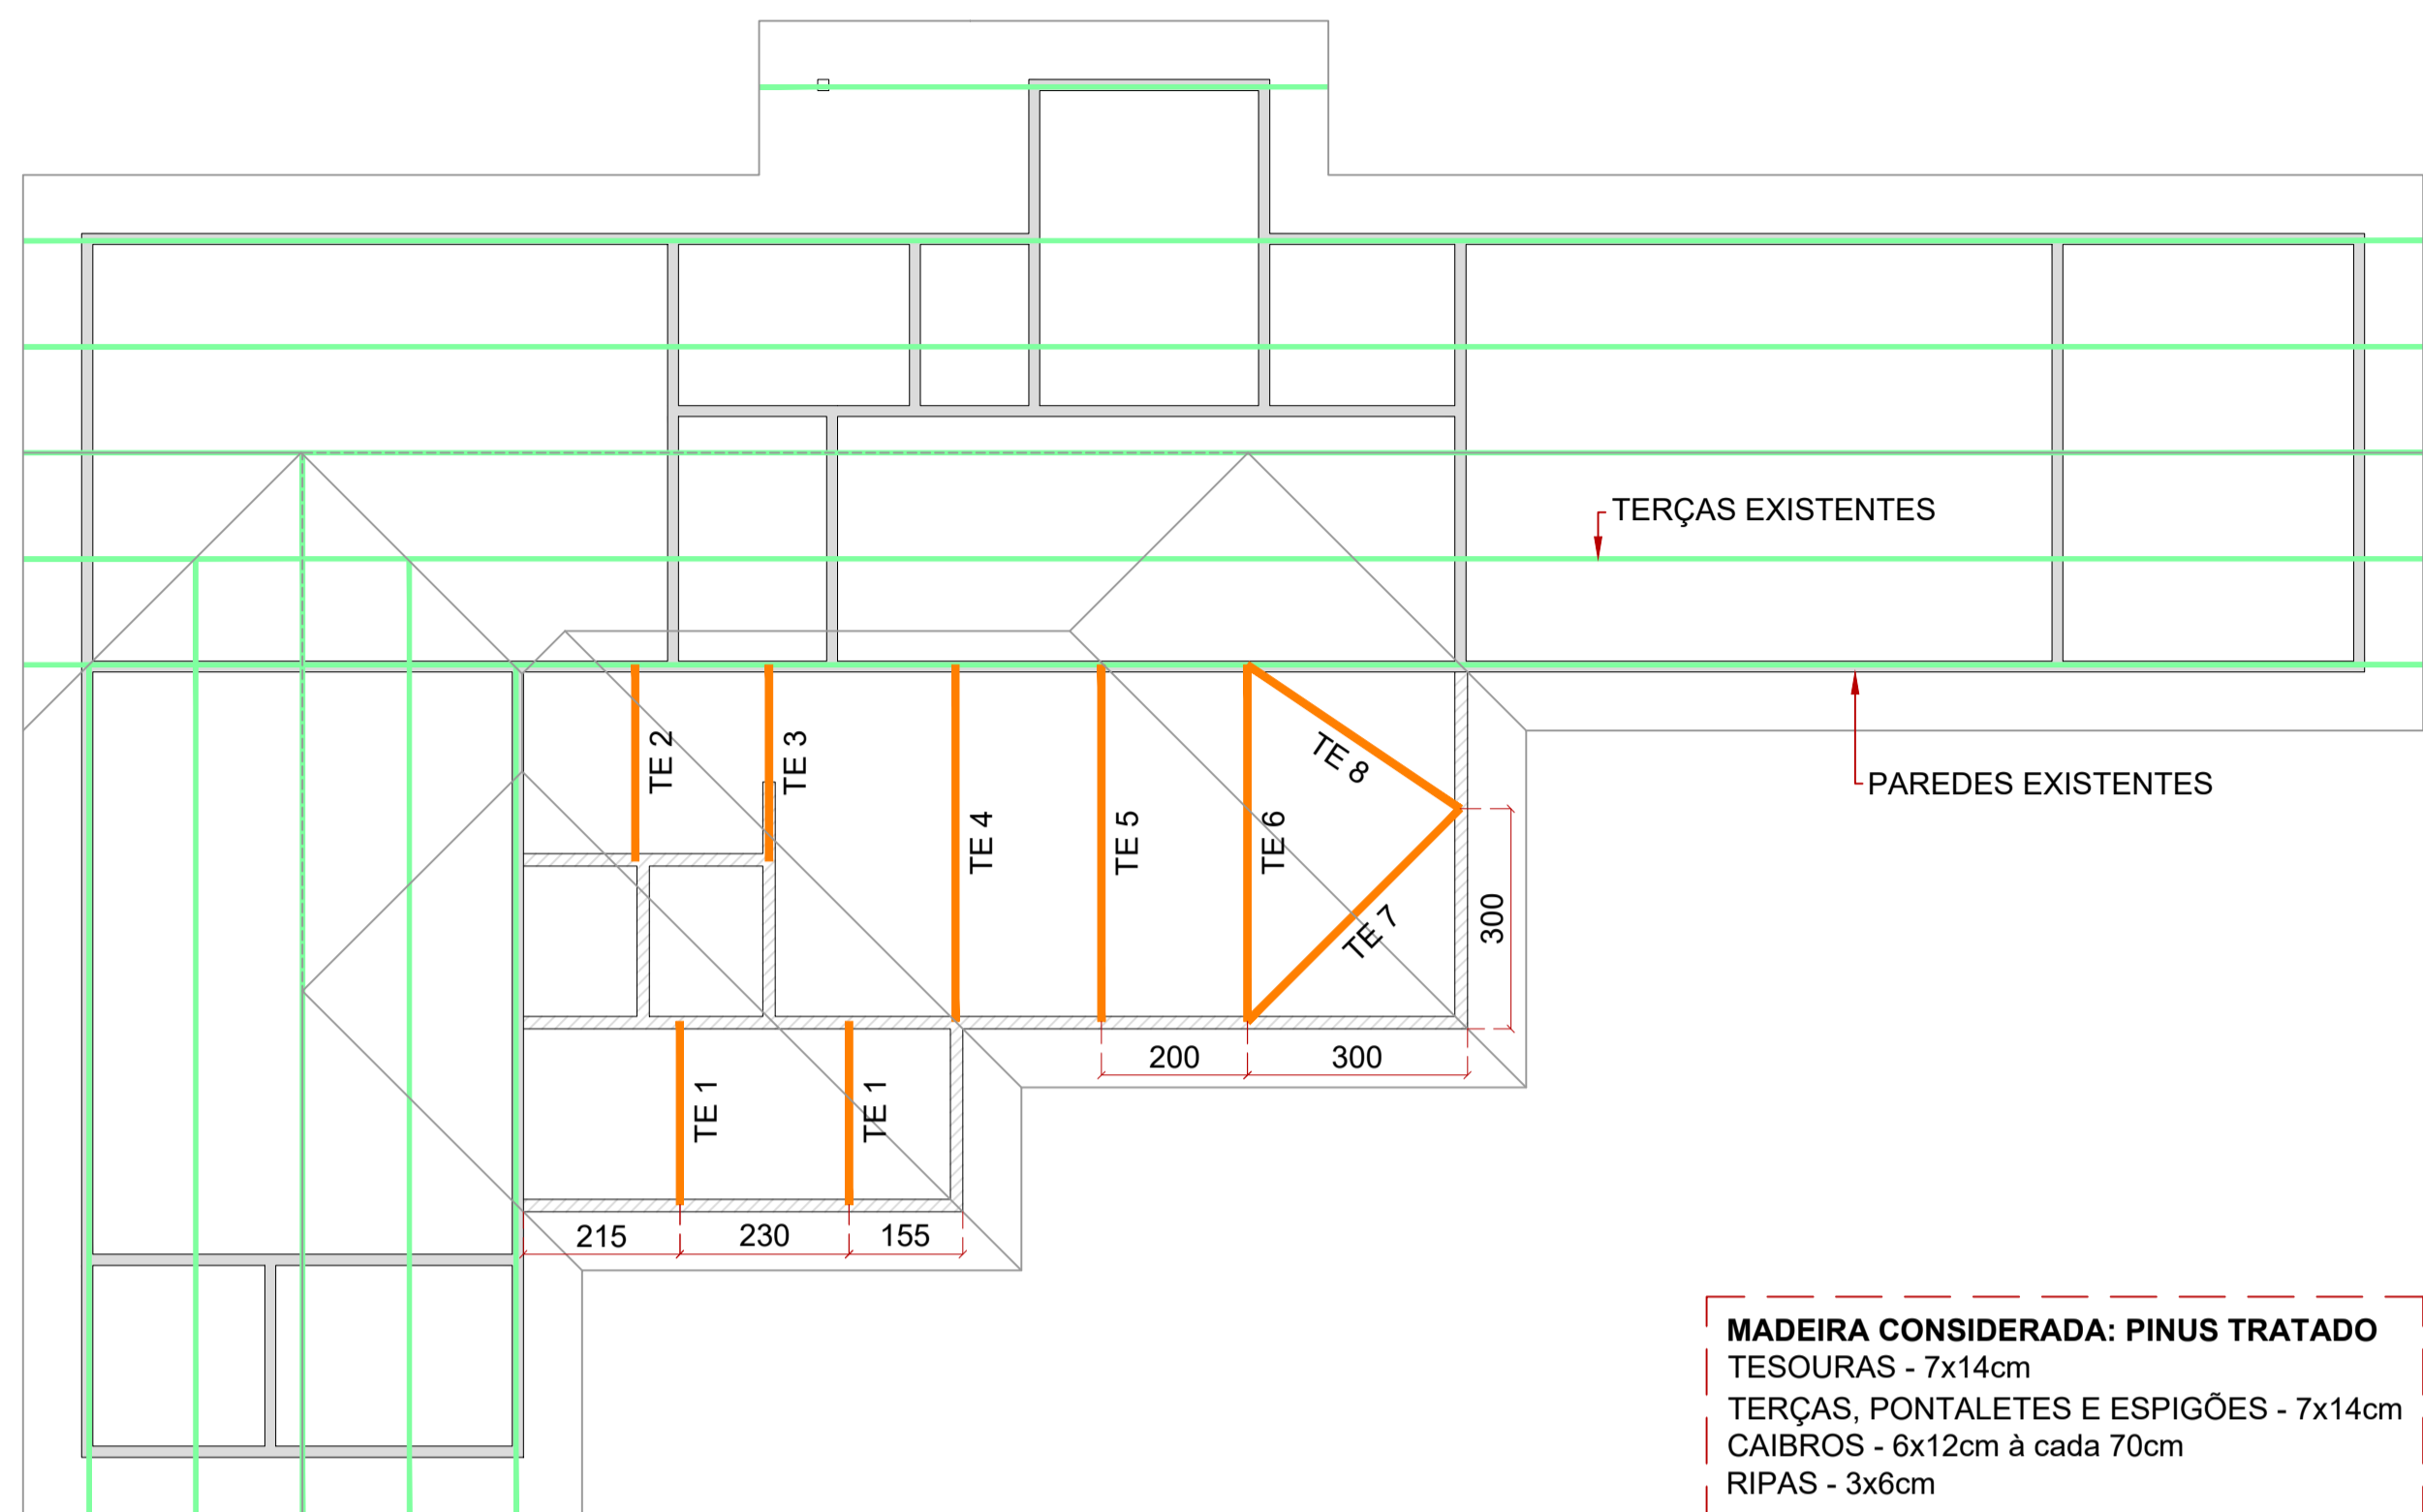 TERÇAS EXISTENTES
TE 2
TE 3
TE 8
PAREDES EXISTENTES
TE 4
TE 5
TE 6
TE 7
300
200
300
TE 1
TE 1
215
230
155
MADEIRA CONSIDERADA: PINUS TRATADO
TESOURAS - 7x14cm
TERÇAS, PONTALETES E ESPIGÕES - 7x14cm
CAIBROS - 6x12cm à cada 70cm
RIPAS - 3x6cm